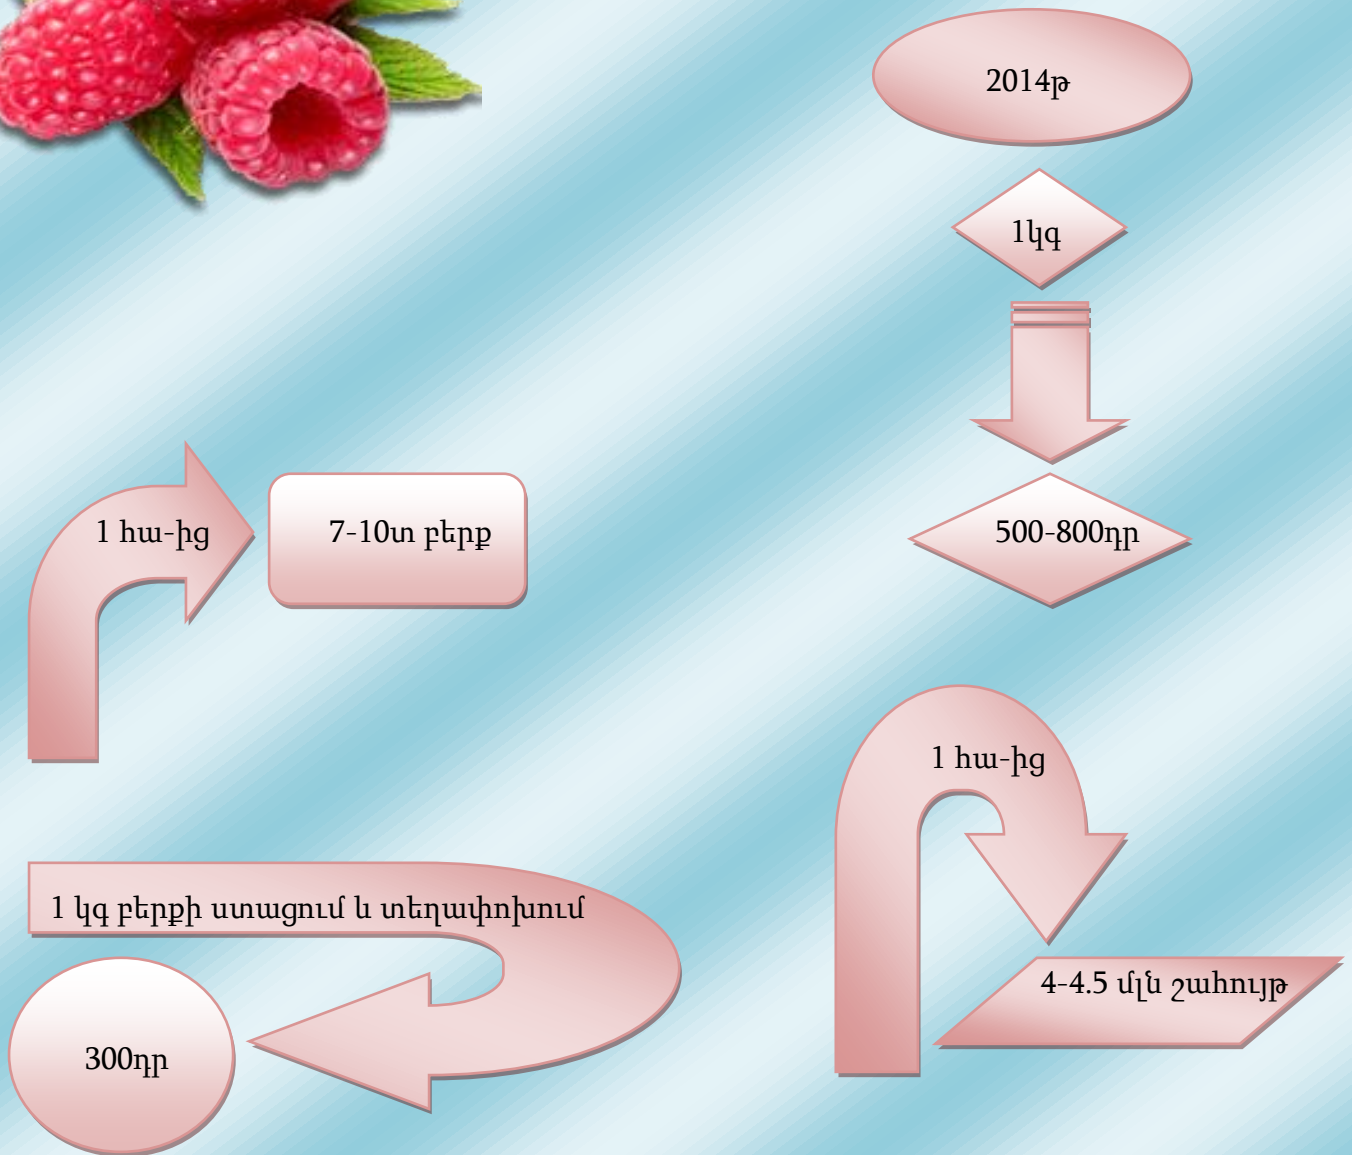 2014թ
1կգ
500-800դր
1 հա-ից
7-10տ բերք
1 հա-ից
4-4.5 մլն շահույթ
1 կգ բերքի ստացում և տեղափոխում
300դր